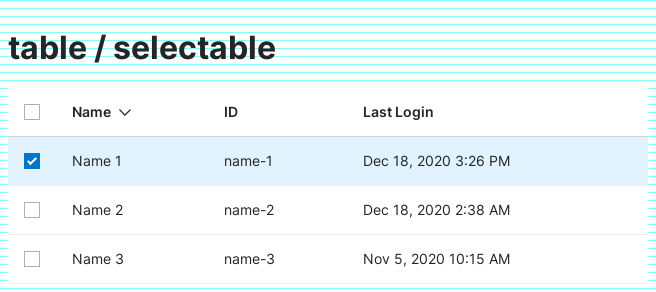 table / selectable
Name ID Last Login
Name 1 name-1 Dec 18, 2020 3:26 PM
Name 2 name-2 Dec 18, 2020 2:38 AM
Name 3 name-3 Nov 5, 2020 10:15 AM